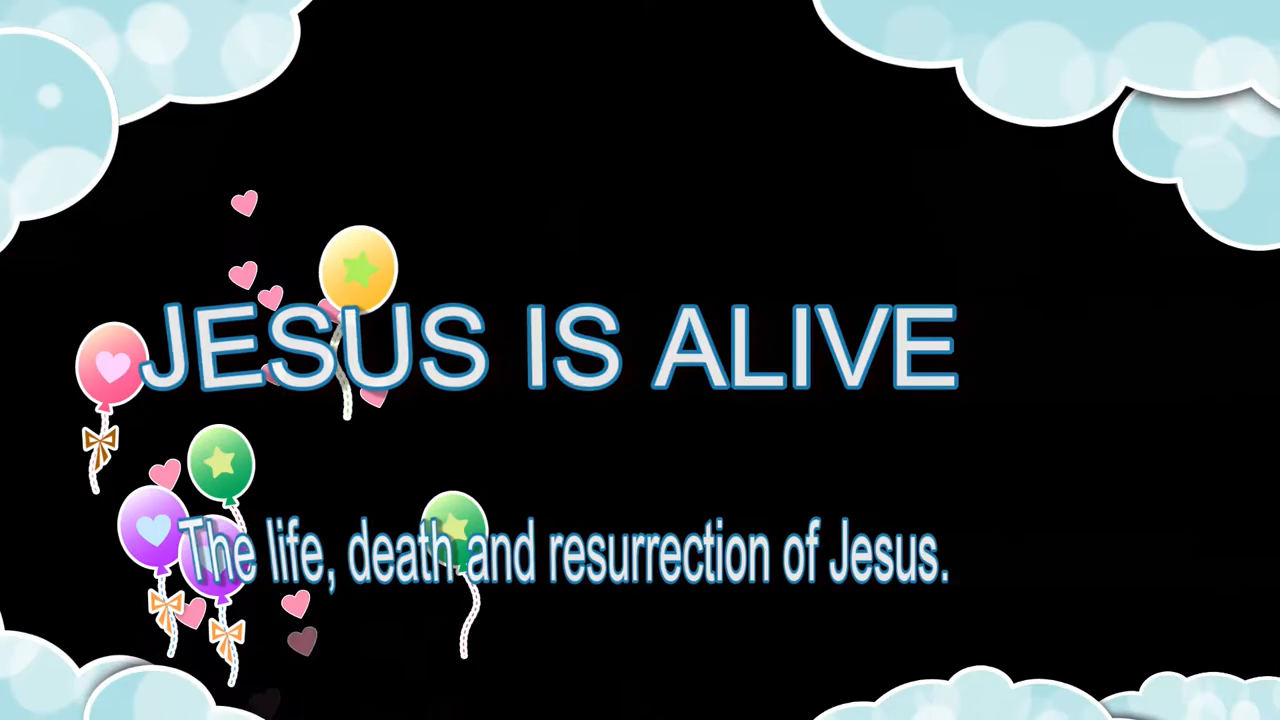 JESUS IS ALIVE
The life, death and resurrection of Jesus.